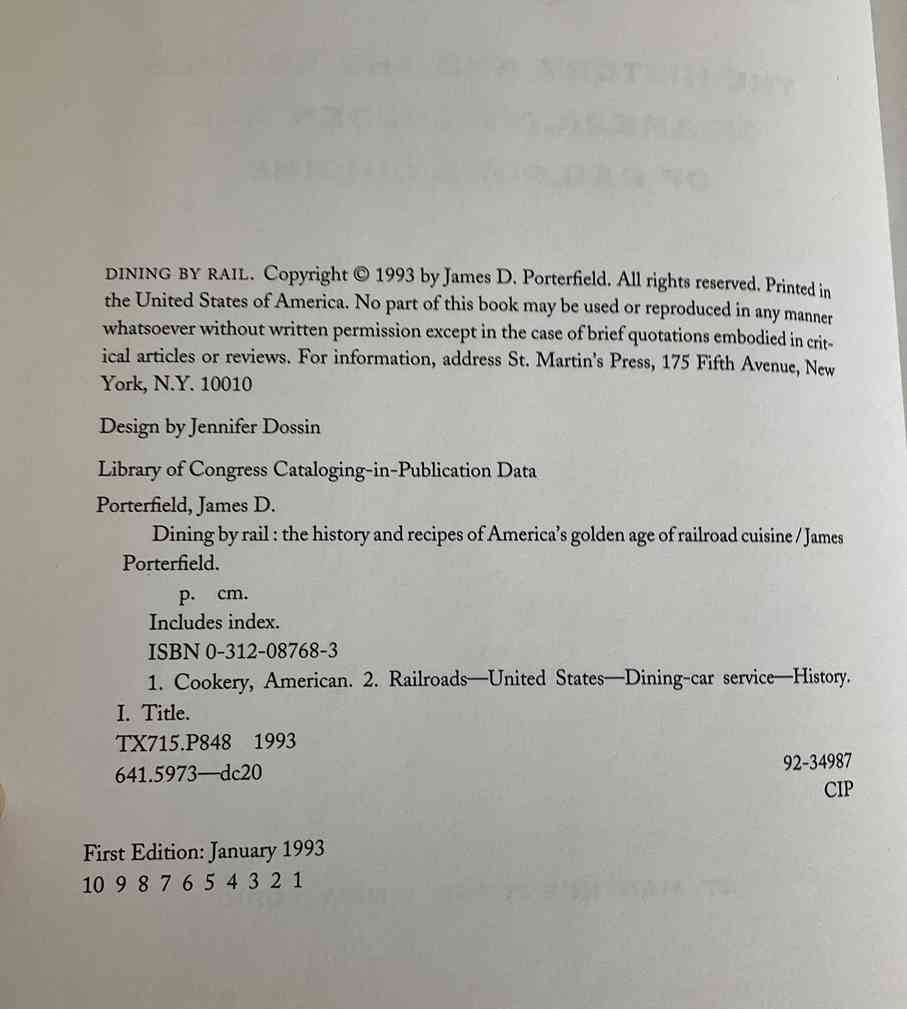 DINING BY RAIL. Copyright © 1993 by James D. Porterfield. All rights reserved. Printed in
the United States of America. No part of this book may be used or reproduced in any manner
whatsoever without written permission except in the case of brief quotations embodied in crit-
ical articles or reviews. For information, address St. Martin's Press, 175 Fifth Avenue, New
York, N.Y. 10010
Design by Jennifer Dossin
Library of Congress Cataloging-in-Publication Data
Porterfield, James D.
Dining by rail : the history and recipes of America's golden age of railroad cuisine / James
Porterfield.
p. cm.
Includes index.
ISBN 0-312-08768-3
1. Cookery, American. 2. Railroads—United States—Dining-car service—History.
I. Title.
TX715.P848 1993
641.5973—dc20
92-34987
CIP
First Edition: January 1993
10 9 8 7 6 5 4 3 2 1